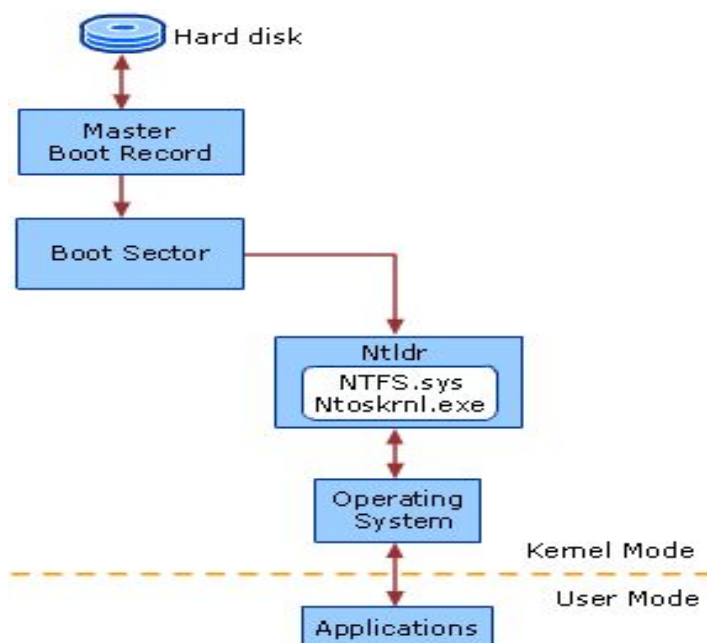 Hard disk
Master
Boot Record
Boot Sector
Ntldr
NTFS.sys
Ntoskrnl.exe
Operating
System
Kernel Mode
User Mode
Applications